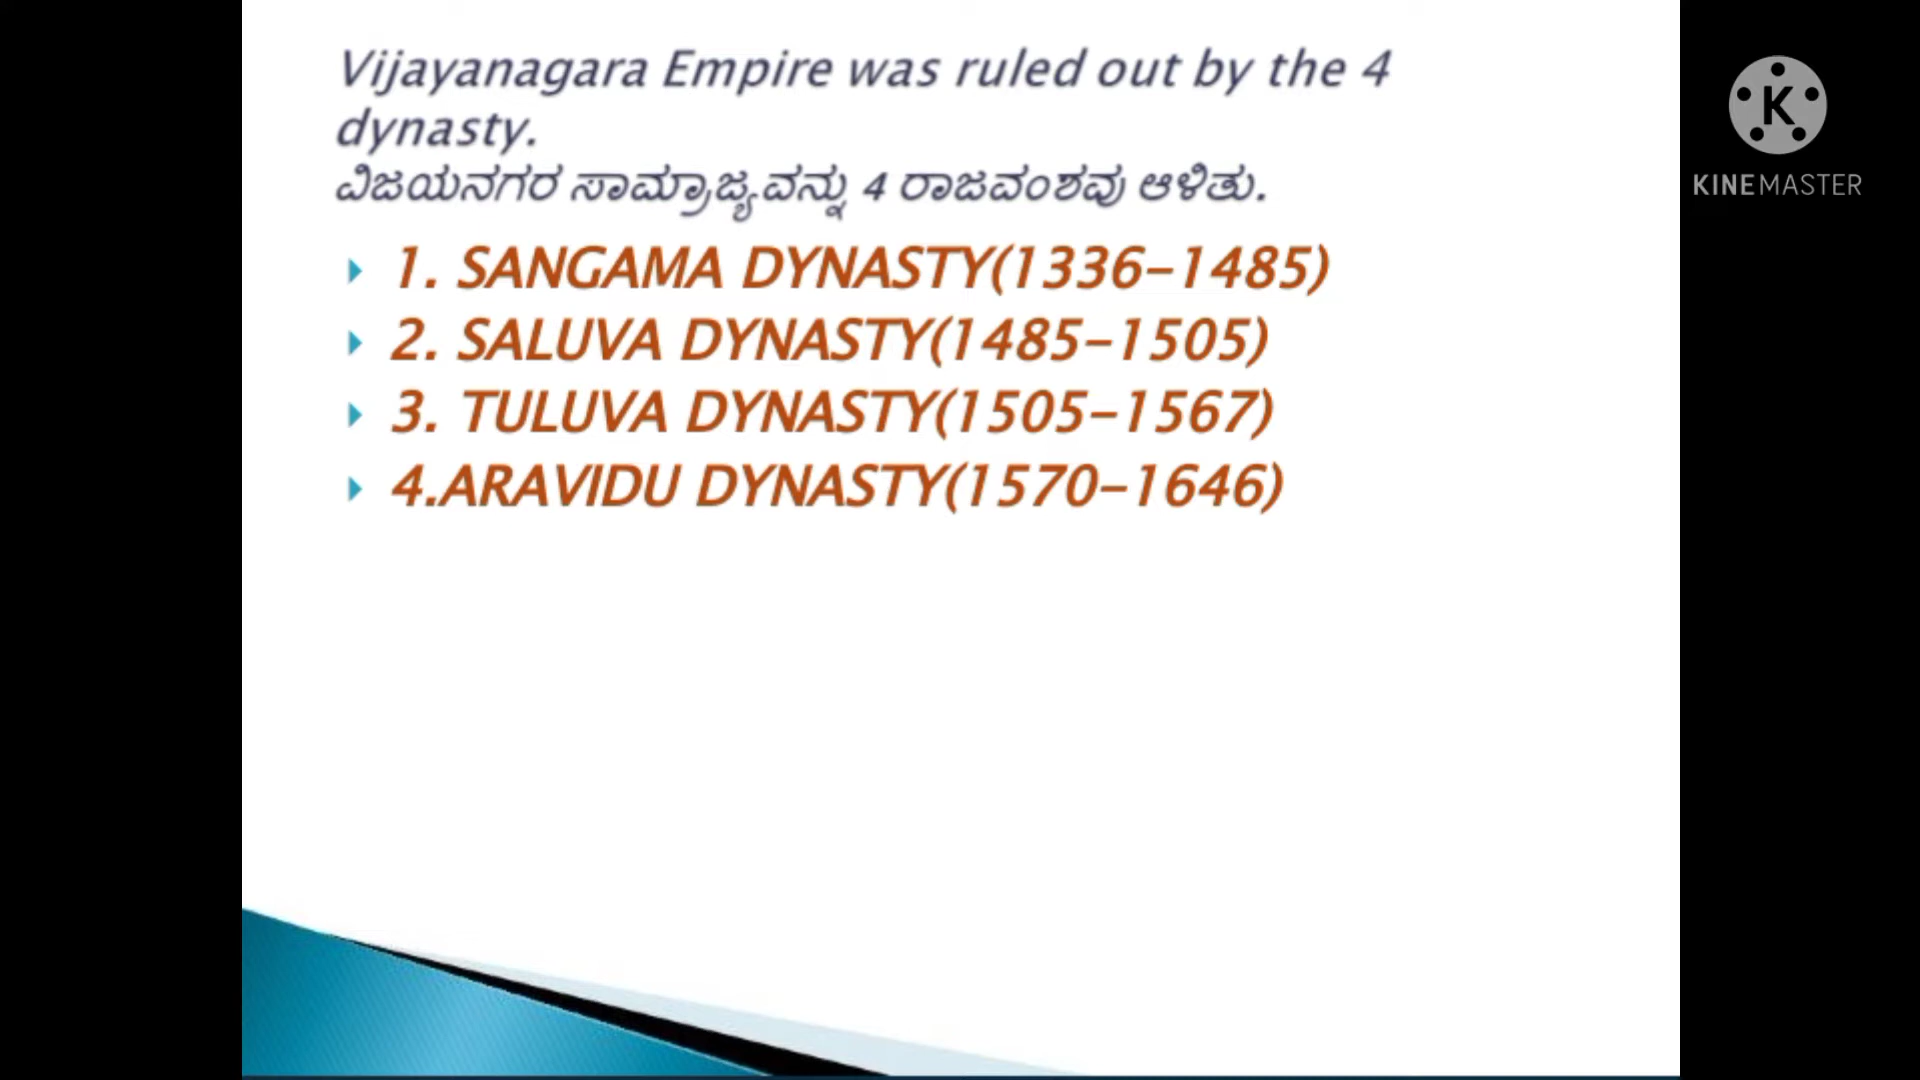 Vijayanagara Empire was ruled out by the 4
dynasty.
ವಿಜಯನಗರ ಸಾಮ್ರಾಜ್ಯವನ್ನು 4 ರಾಜವಂಶವು ಆಳಿತು.
1. SANGAMA DYNASTY(1336-1485)
2. SALUVA DYNASTY(1485-1505)
3. TULUVA DYNASTY(1505-1567)
4.ARAVIDU DYNASTY(1570-1646)
K
KINEMASTER